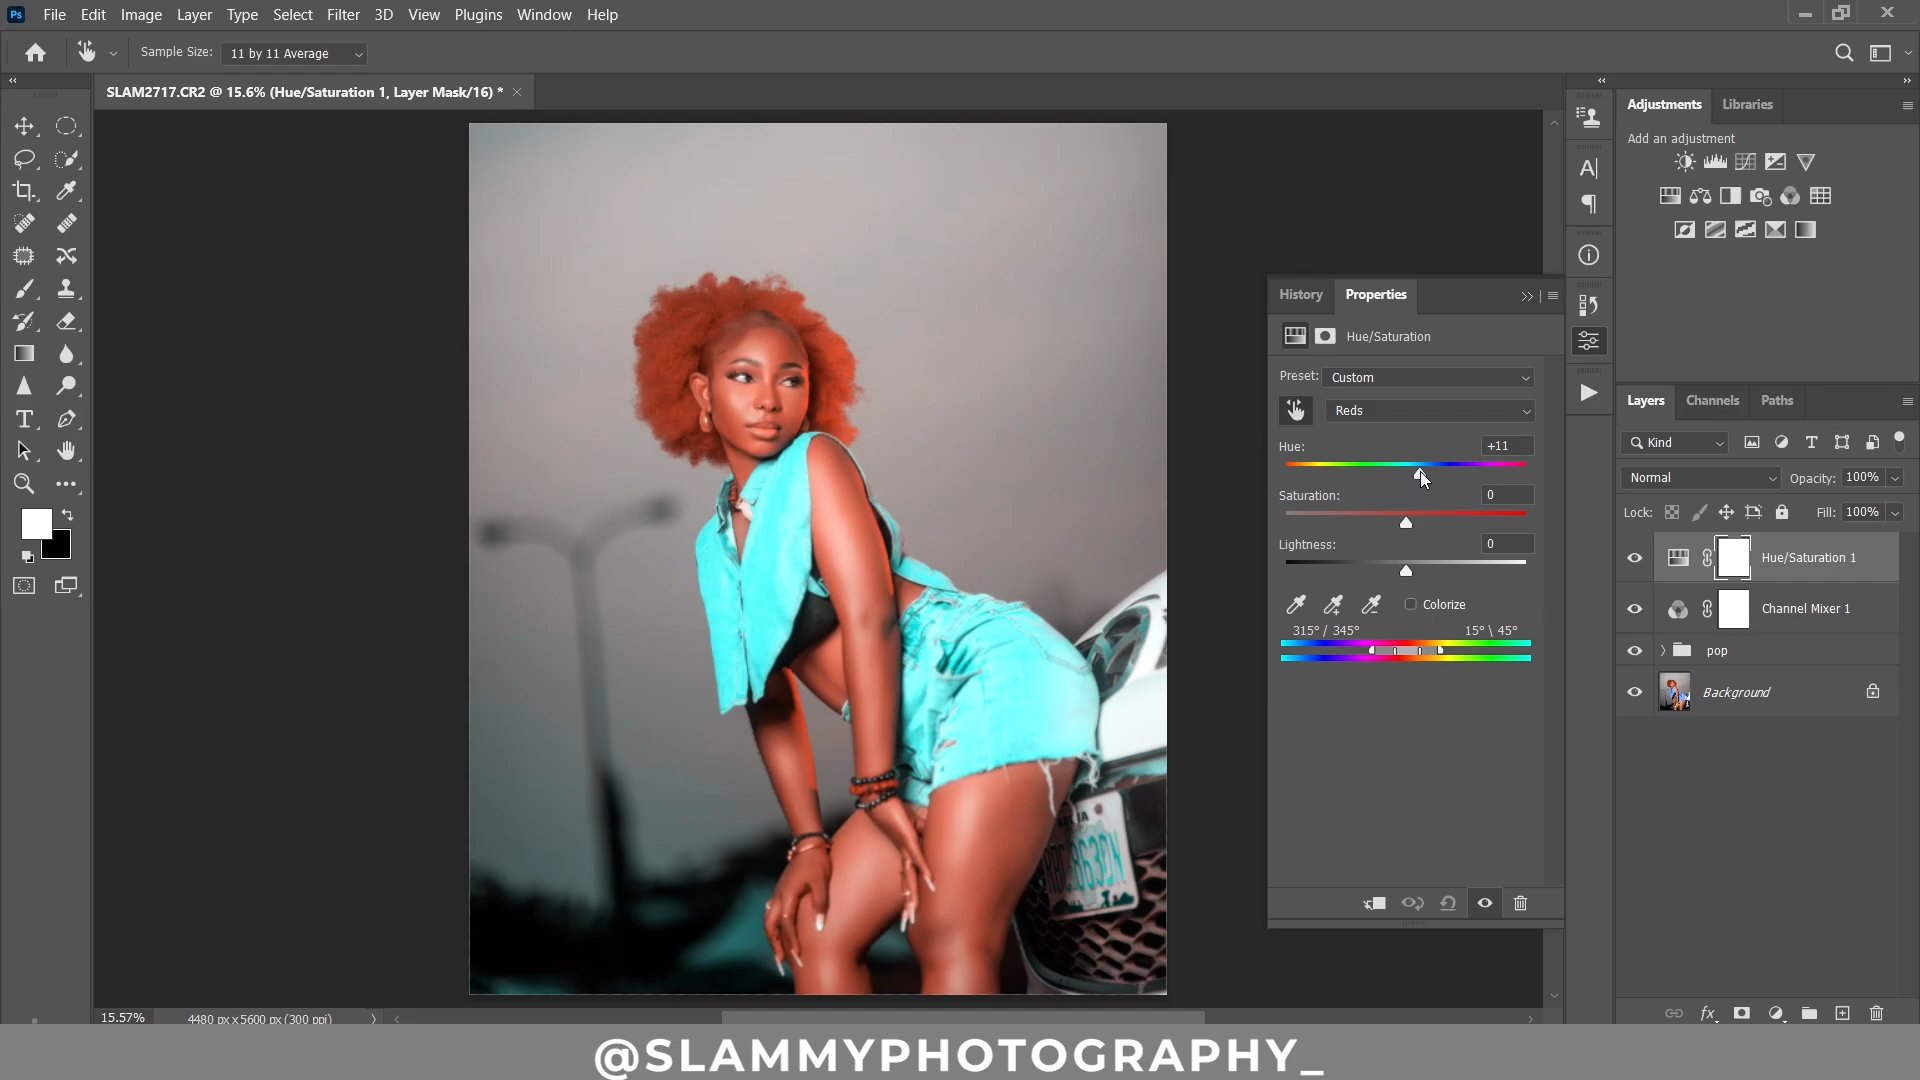 Ps File Edit Image Layer Type Select Filter 3D View Plugins Window Help
Sample Size: 11 by 11 Average
SLAM2717.CR2 @ 15.6% (Hue/Saturation 1, Layer Mask/16) *
Adjustments Libraries
Add an adjustment
History Properties
Hue/Saturation
Preset: Custom
Reds
Hue: +11
Saturation: 0
Lightness: 0
Colorize
315° / 345° 15° \ 45°
Layers Channels Paths
Kind
Normal Opacity: 100%
Lock: Fill: 100%
Hue/Saturation 1
Channel Mixer 1
pop
Background
15.57% 4480 px x 5600 px (300 ppi)
@SLAMMYPHOTOGRAPHY_